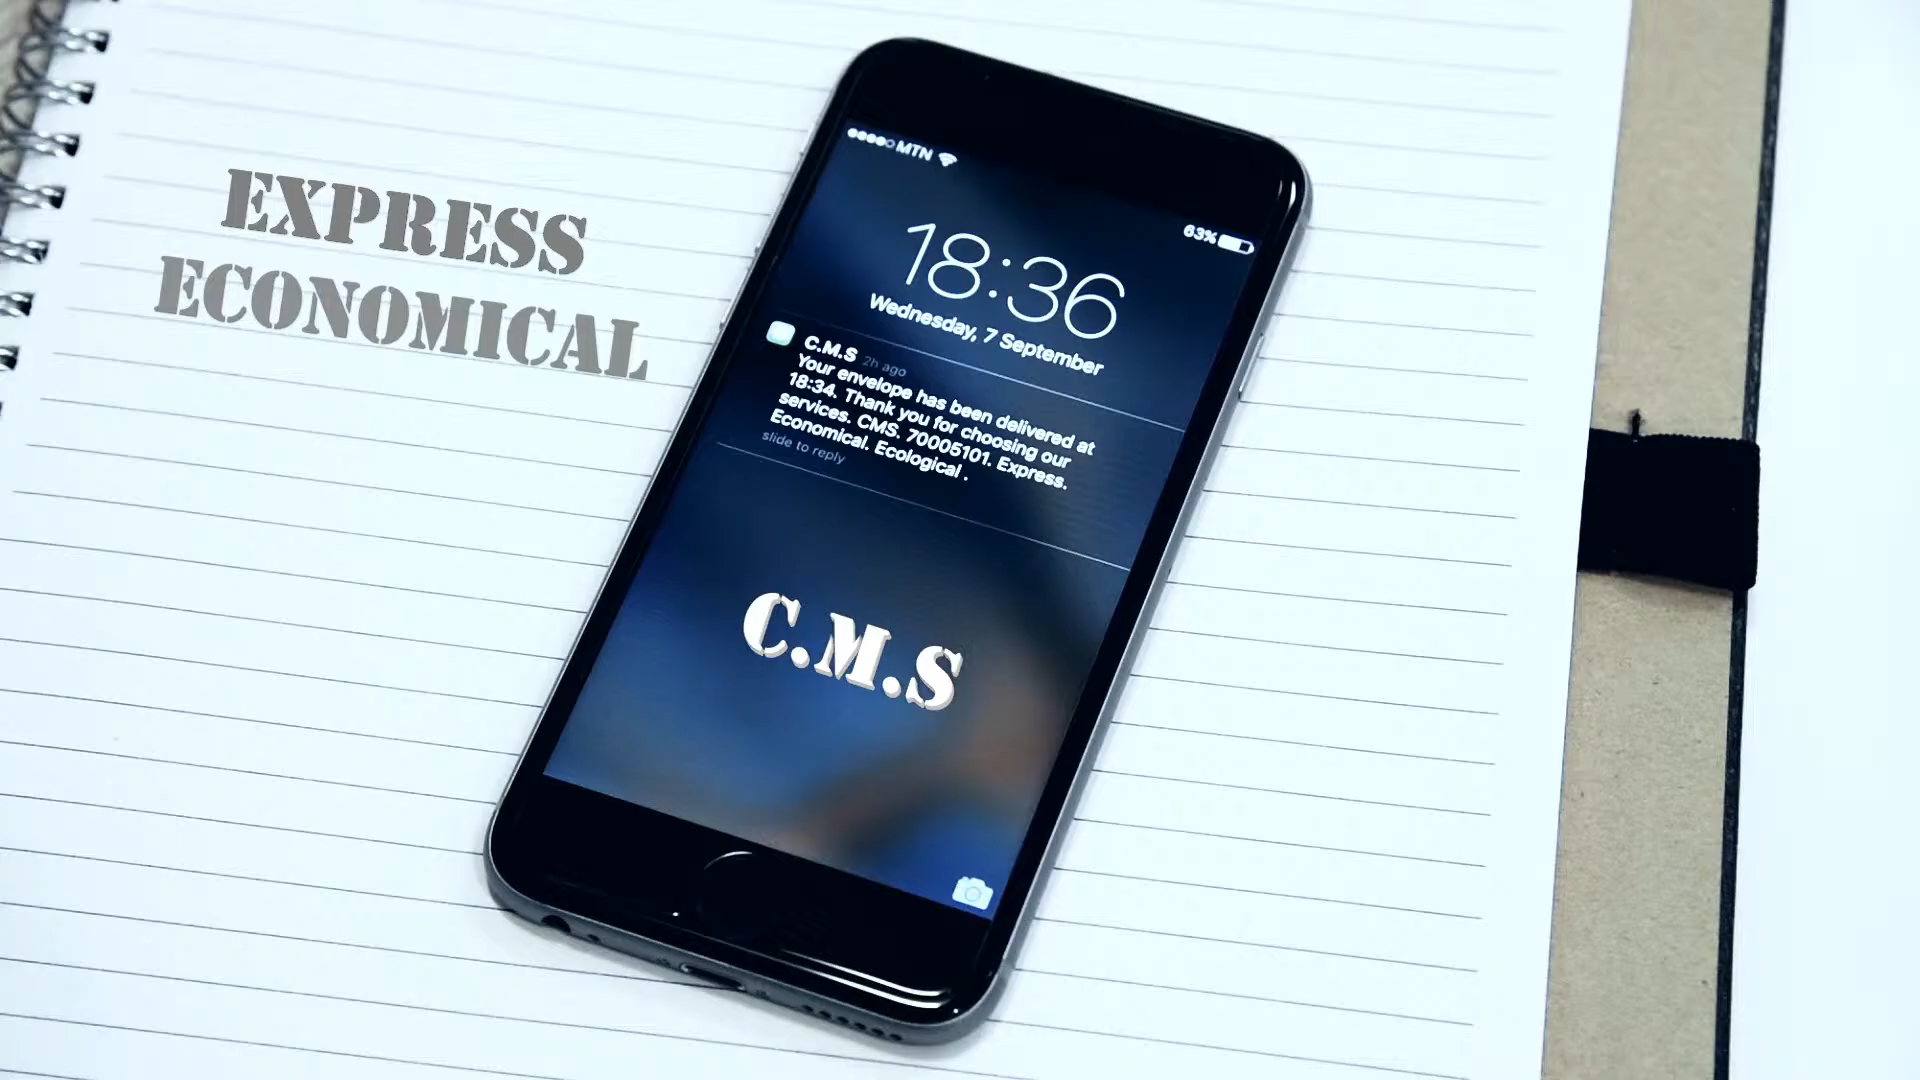 EXPRESS
ECONOMICAL
MTN
63%
18:36
Wednesday, 7 September
C.M.S 2h ago
Your envelope has been delivered at
18:34. Thank you for choosing our
services. CMS. 70005101. Express.
Economical. Ecological .
slide to reply
C.M.S